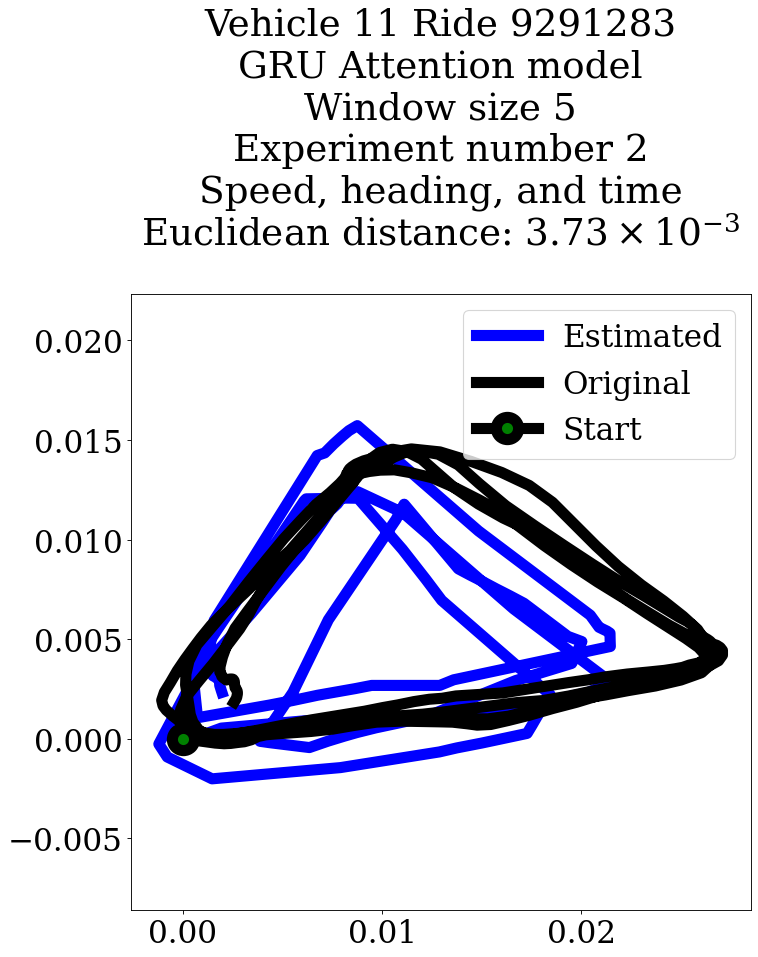 Vehicle 11 Ride 9291283
GRU Attention model
Window size 5
Experiment number 2
Speed, heading, and time
Euclidean distance: 3.73 × 10⁻³
Estimated
Original
Start
0.020
0.015
0.010
0.005
0.000
−0.005
0.00 0.01 0.02